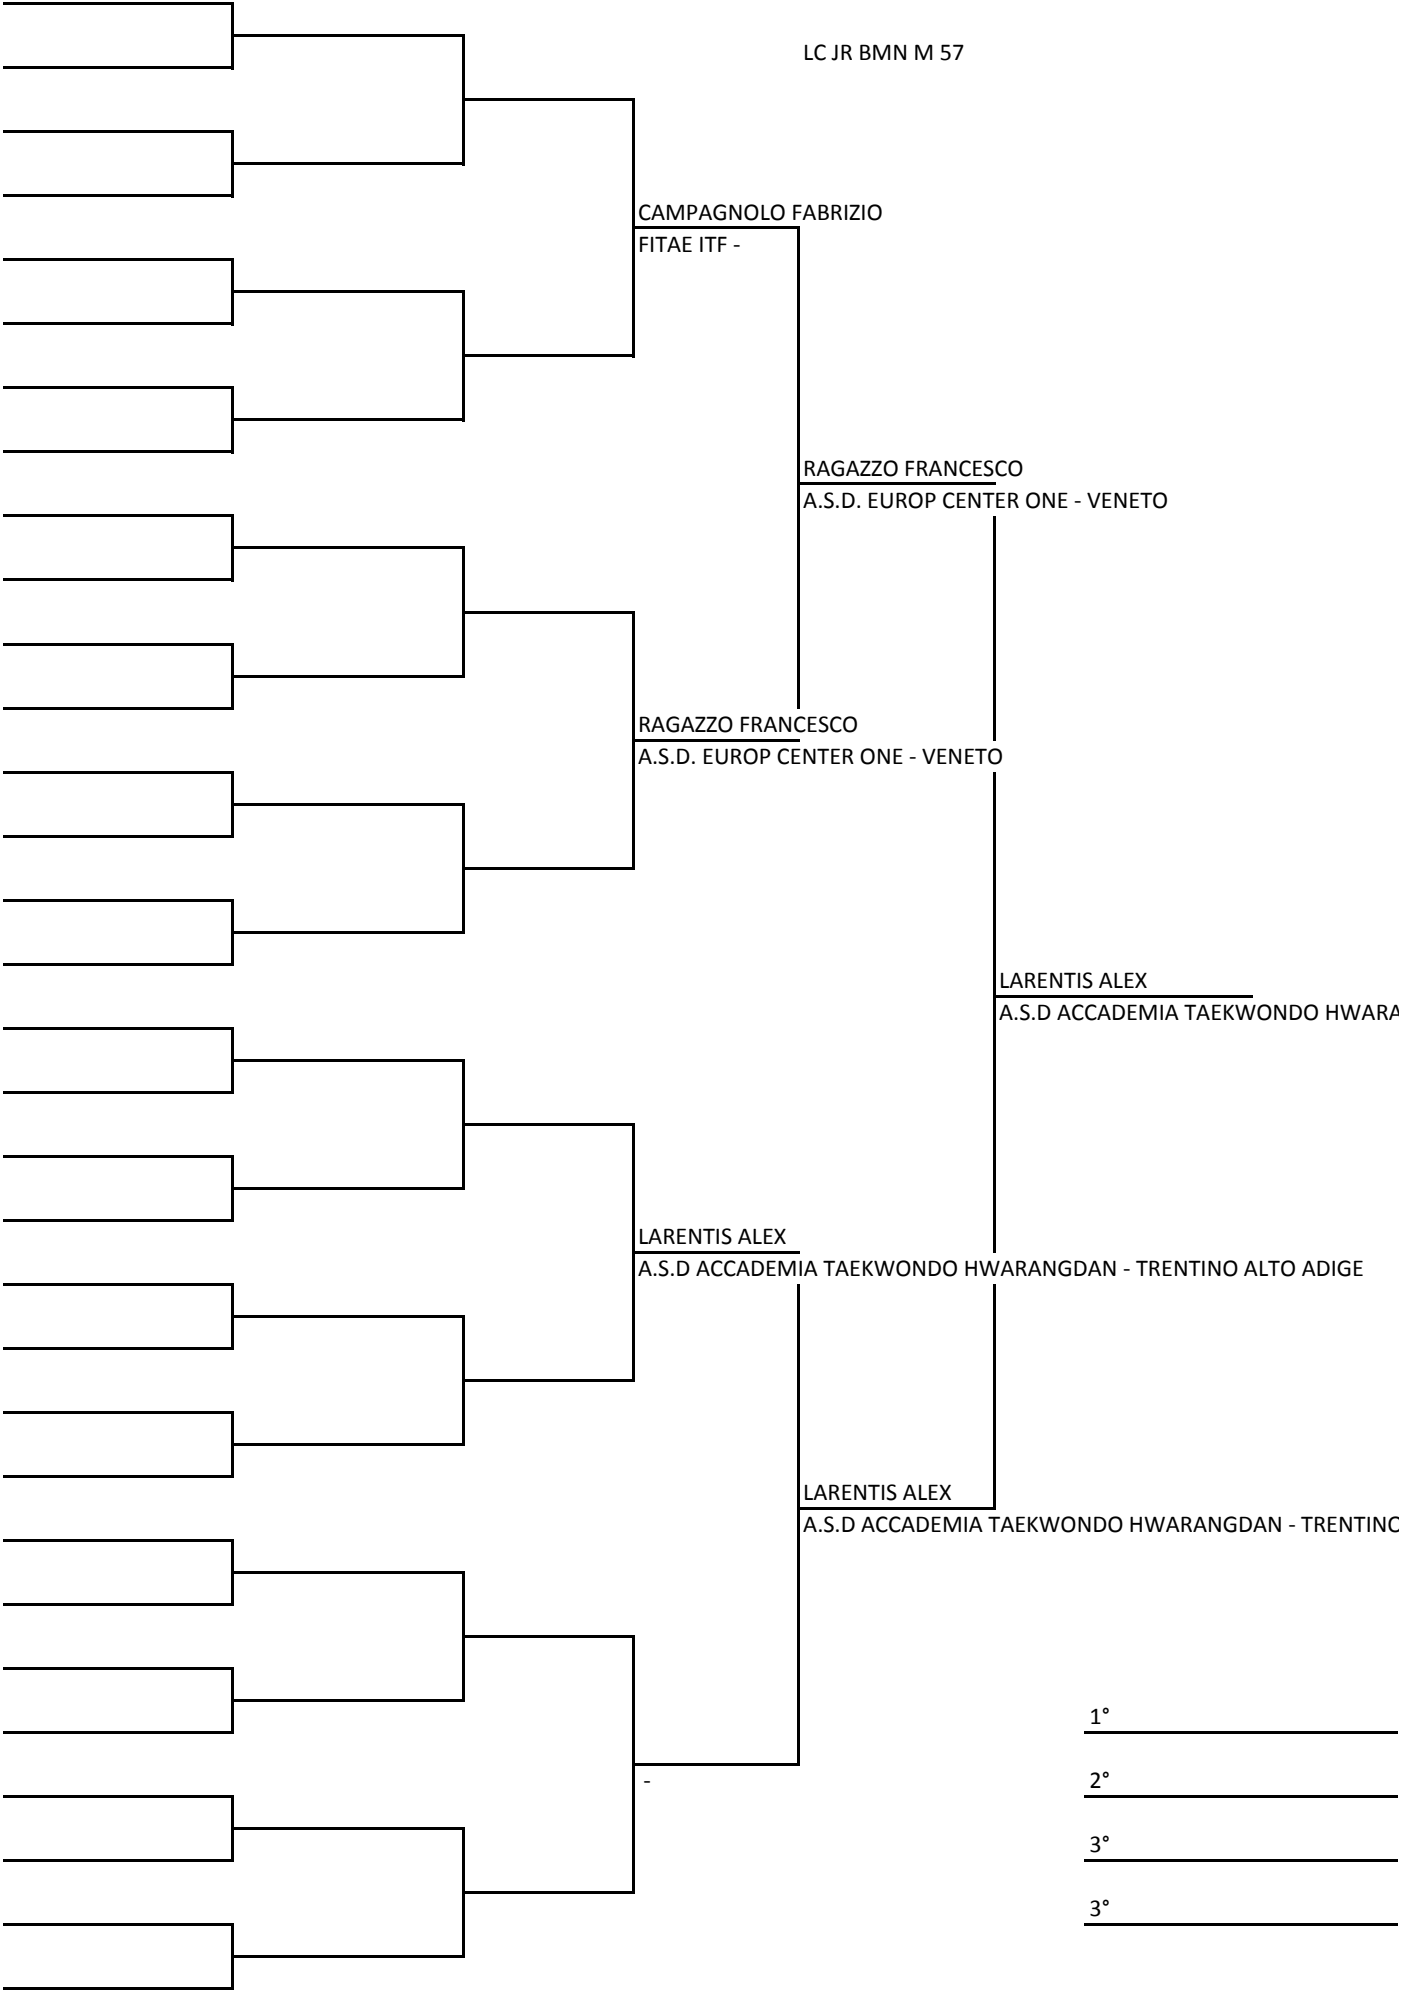 LC JR BMN M 57
CAMPAGNOLO FABRIZIO
FITAE ITF -
RAGAZZO FRANCESCO
A.S.D. EUROP CENTER ONE - VENETO
RAGAZZO FRANCESCO
A.S.D. EUROP CENTER ONE - VENETO
LARENTIS ALEX
A.S.D ACCADEMIA TAEKWONDO HWARA
LARENTIS ALEX
A.S.D ACCADEMIA TAEKWONDO HWARANGDAN - TRENTINO ALTO ADIGE
LARENTIS ALEX
A.S.D ACCADEMIA TAEKWONDO HWARANGDAN - TRENTINO
1°
-
2°
3°
3°